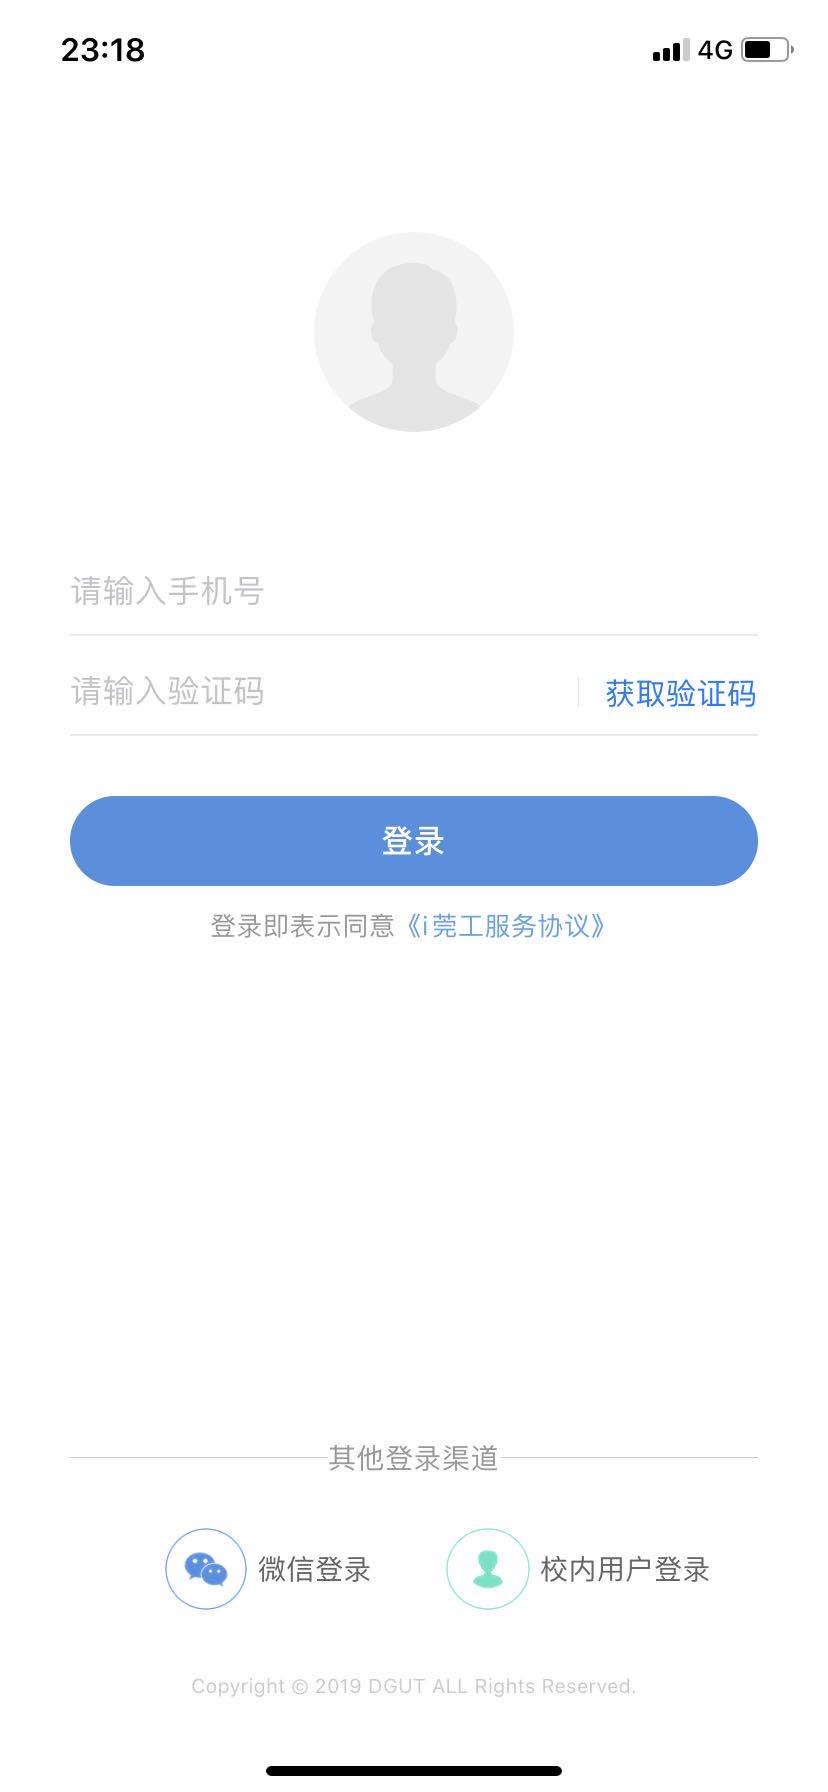 23:18
4G
请输入手机号
请输入验证码
获取验证码
登录
登录即表示同意《i莞工服务协议》
其他登录渠道
微信登录
校内用户登录
Copyright © 2019 DGUT ALL Rights Reserved.